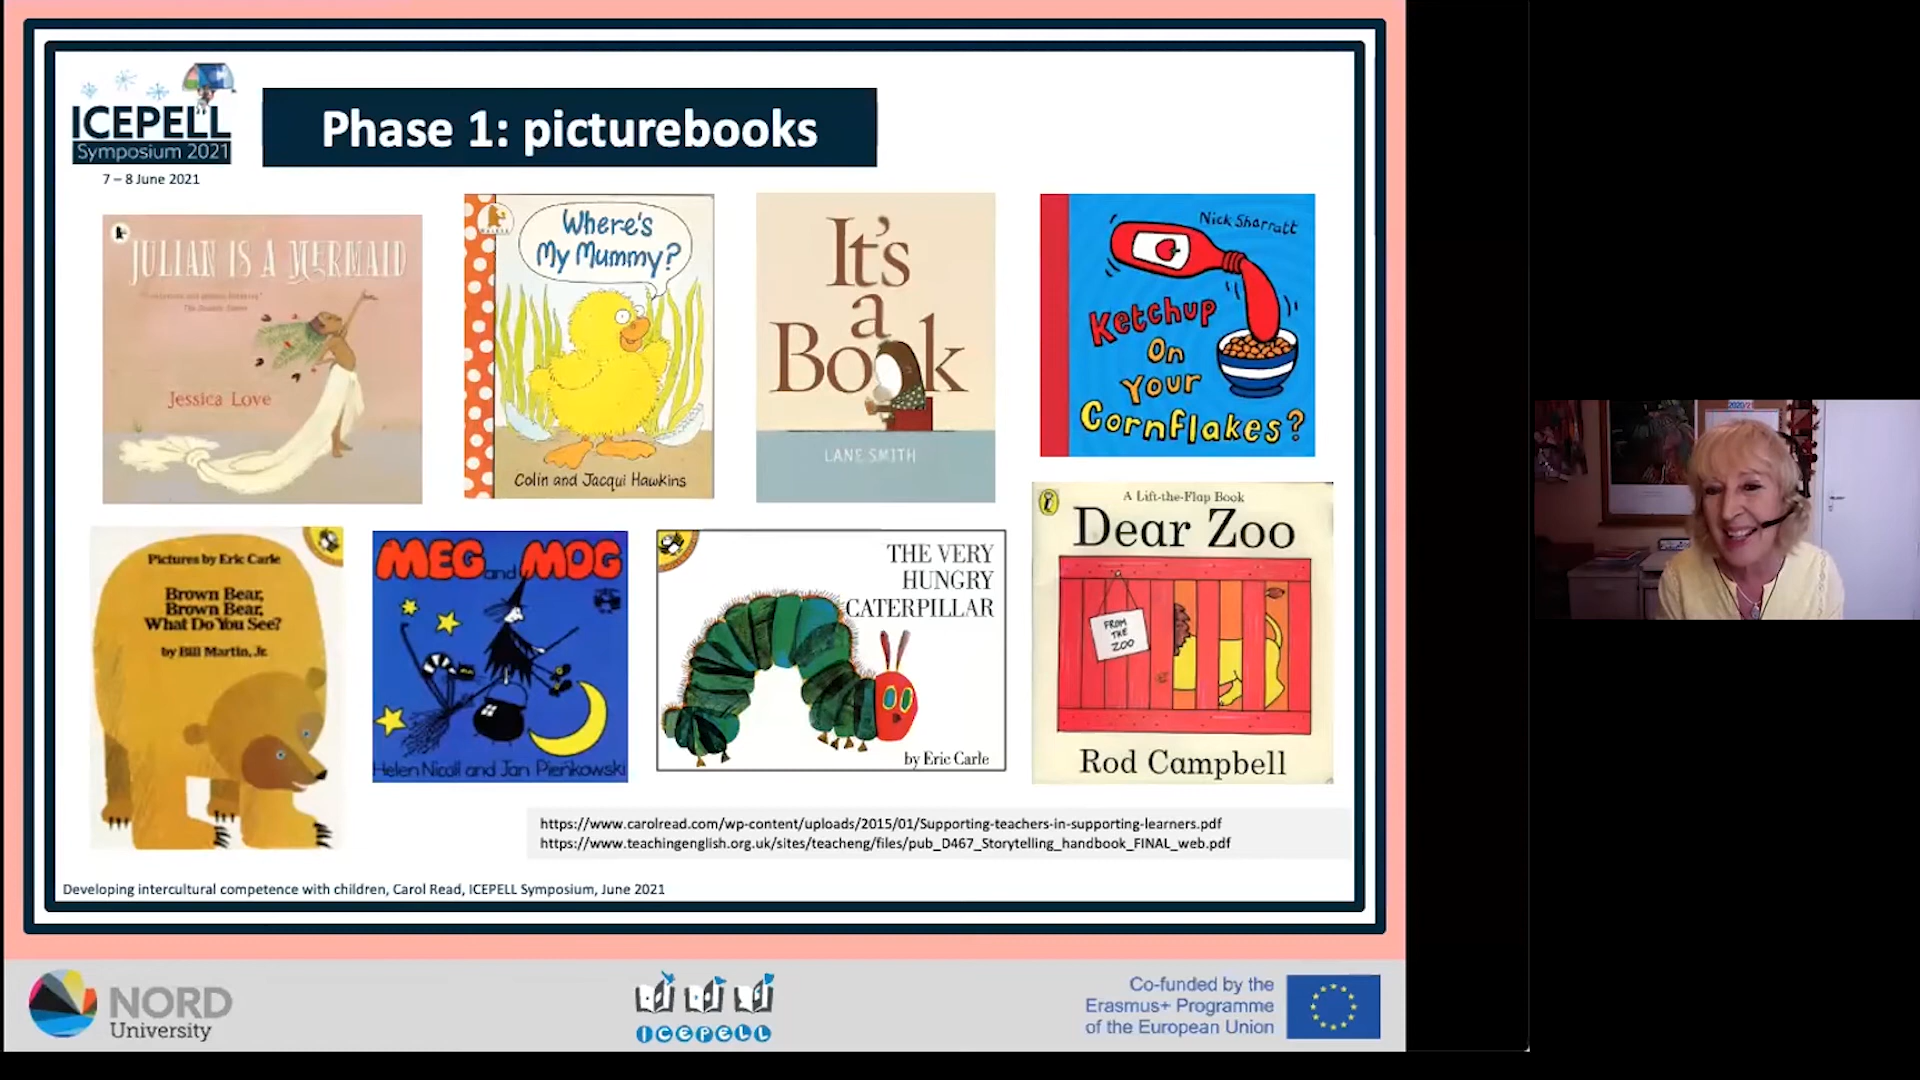 ICEPELL
Symposium 2021
7 – 8 June 2021
Phase 1: picturebooks
JULIAN IS A MERMAID
Jessica Love
Where's
My Mummy?
Colin and Jacqui Hawkins
It's
a
Book
LANE SMITH
Nick Sharratt
Ketchup
On
Your
Cornflakes?
Pictures by Eric Carle
Brown Bear,
Brown Bear,
What Do You See?
by Bill Martin, Jr.
MEG and MOG
Helen Nicoll and Jan Pieńkowski
THE VERY
HUNGRY
CATERPILLAR
by Eric Carle
A Lift-the-Flap Book
Dear Zoo
FROM
THE
ZOO
Rod Campbell
https://www.carolread.com/wp-content/uploads/2015/01/Supporting-teachers-in-supporting-learners.pdf
https://www.teachingenglish.org.uk/sites/teacheng/files/pub_D467_Storytelling_handbook_FINAL_web.pdf
Developing intercultural competence with children, Carol Read, ICEPELL Symposium, June 2021
NORD
University
ICEPELL
Co-funded by the
Erasmus+ Programme
of the European Union